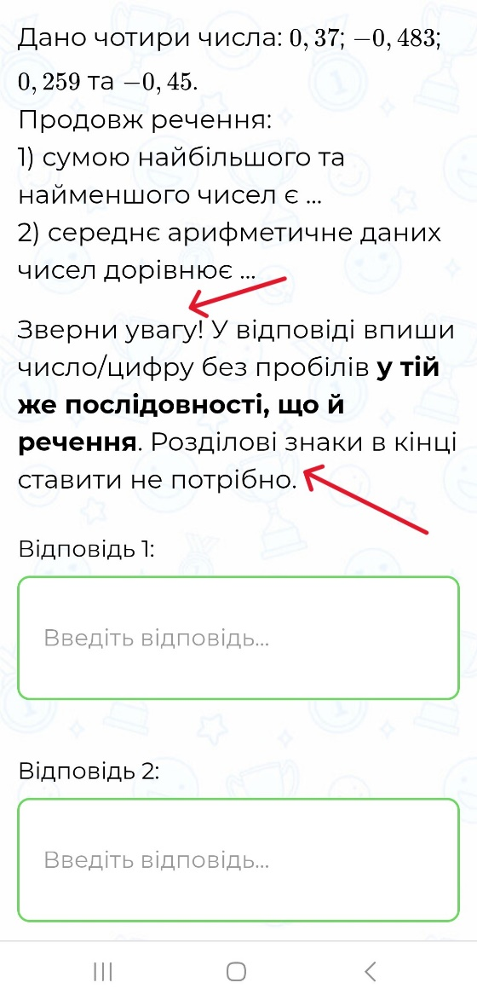 Дано чотири числа: 0, 37; −0, 483;
0, 259 та −0, 45.
Продовж речення:
1) сумою найбільшого та
найменшого чисел є ...
2) середнє арифметичне даних
чисел дорівнює ...
Зверни увагу! У відповіді впиши
число/цифру без пробілів у тій
же послідовності, що й
речення. Розділові знаки в кінці
ставити не потрібно.
Відповідь 1:
Введіть відповідь...
Відповідь 2:
Введіть відповідь...